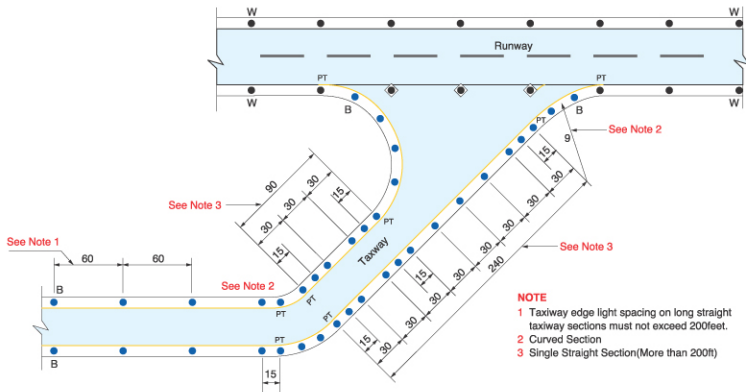 W
W
Runway
PT
PT
W
B
B
W
PT
9
See Note 2
15
90
30
30
15
30
30
See Note 3
15
30
30
PT
See Note 1
60
60
15
Taxway
30
30
See Note 3
240
See Note 2
15
30
30
B
PT
PT
30
30
PT
PT
15
30
B
15
NOTE
1 Taxiway edge light spacing on long straight
taxiway sections must not exceed 200feet.
2 Curved Section
3 Single Straight Section(More than 200ft)